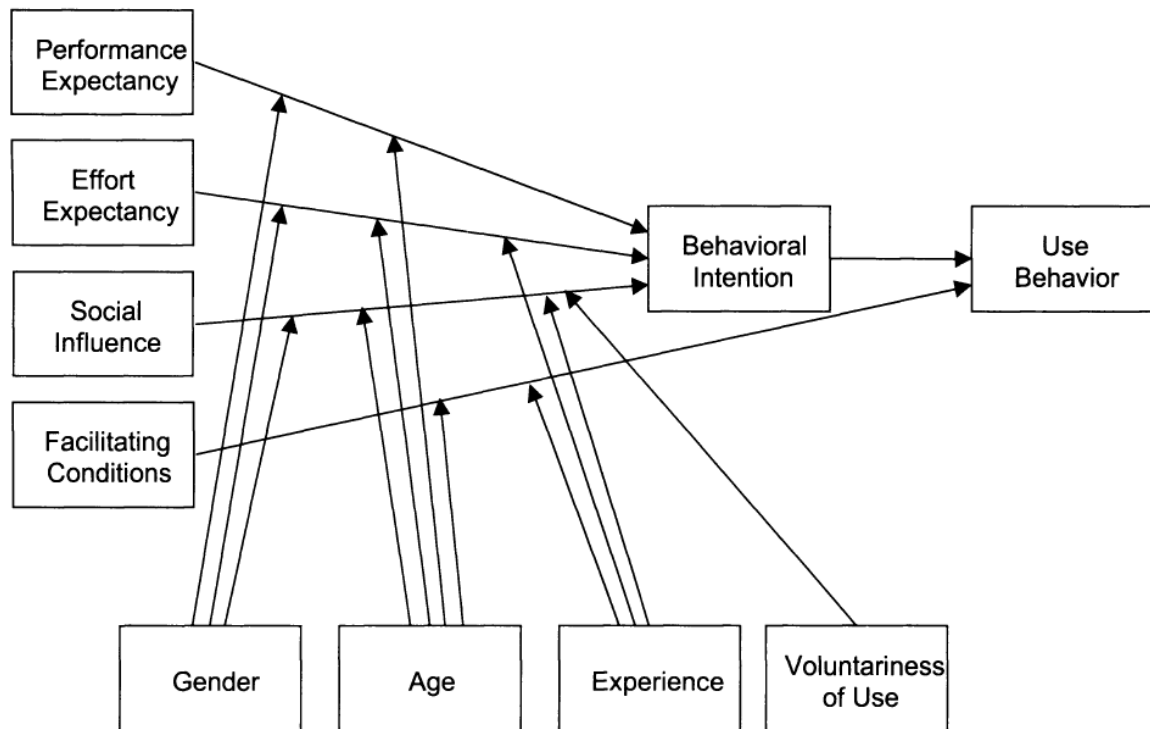 Performance
Expectancy
Effort
Expectancy
Social
Influence
Facilitating
Conditions
Behavioral
Intention
Use
Behavior
Gender
Age
Experience
Voluntariness
of Use